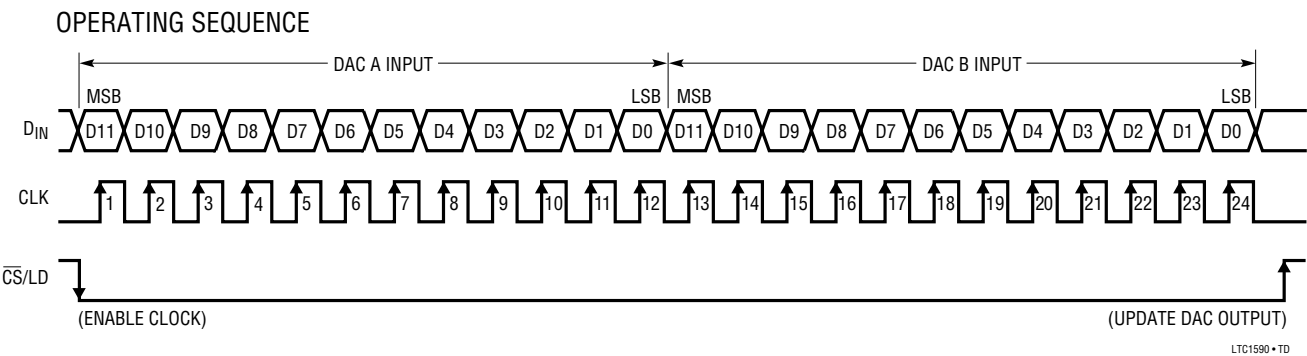 OPERATING SEQUENCE
DAC A INPUT DAC B INPUT
MSB LSB MSB LSB
DIN D11 D10 D9 D8 D7 D6 D5 D4 D3 D2 D1 D0 D11 D10 D9 D8 D7 D6 D5 D4 D3 D2 D1 D0
CLK 1 2 3 4 5 6 7 8 9 10 11 12 13 14 15 16 17 18 19 20 21 22 23 24
C̅S̅/LD
(ENABLE CLOCK) (UPDATE DAC OUTPUT)
LTC1590 • TD